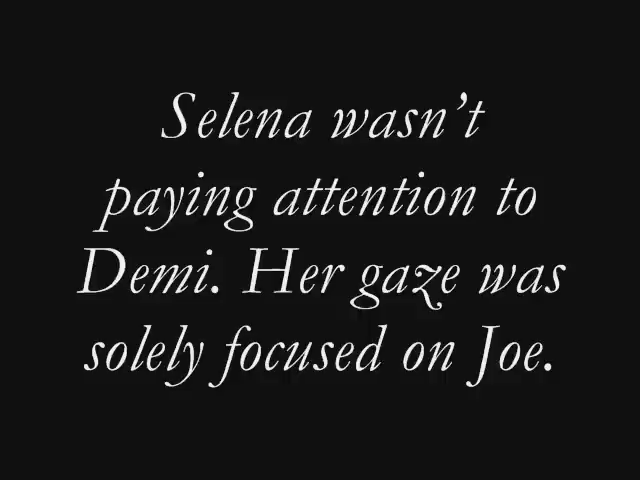 Selena wasn't
paying attention to
Demi. Her gaze was
solely focused on Joe.